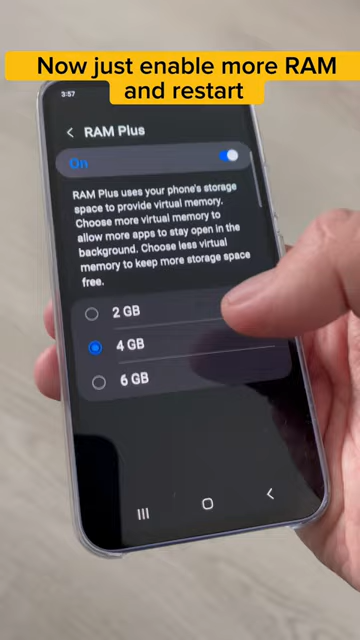 Now just enable more RAM
and restart
3:57
RAM Plus
On
RAM Plus uses your phone's storage
space to provide virtual memory.
Choose more virtual memory to
allow more apps to stay open in the
background. Choose less virtual
memory to keep more storage space
free.
2 GB
4 GB
6 GB